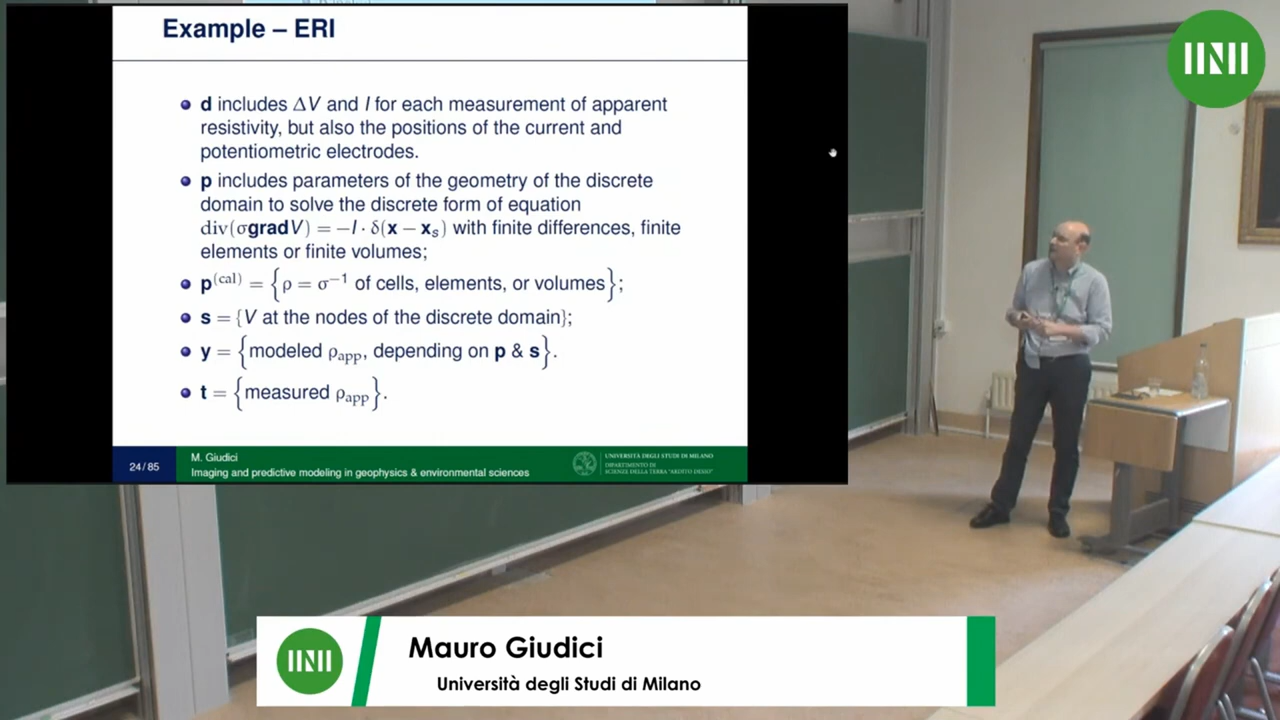 Example – ERI
d includes ΔV and I for each measurement of apparent
resistivity, but also the positions of the current and
potentiometric electrodes.
p includes parameters of the geometry of the discrete
domain to solve the discrete form of equation
div(σgradV) = −I · δ(x − xₛ) with finite differences, finite
elements or finite volumes;
p⁽ᶜᵃˡ⁾ = {ρ = σ⁻¹ of cells, elements, or volumes};
s = {V at the nodes of the discrete domain};
y = {modeled ρapp, depending on p & s}.
t = {measured ρapp}.
24/85
M. Giudici
Imaging and predictive modeling in geophysics & environmental sciences
UNIVERSITÀ DEGLI STUDI DI MILANO
DIPARTIMENTO DI
SCIENZE DELLA TERRA "ARDITO DESIO"
INI
INI
Mauro Giudici
Università degli Studi di Milano